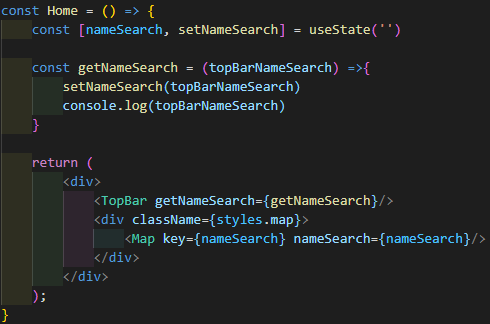 const Home = () => {
    const [nameSearch, setNameSearch] = useState('')
    const getNameSearch = (topBarNameSearch) =>{
        setNameSearch(topBarNameSearch)
        console.log(topBarNameSearch)
    }
    return (
        <div>
            <TopBar getNameSearch={getNameSearch}/>
            <div className={styles.map}>
                <Map key={nameSearch} nameSearch={nameSearch}/>
            </div>
        </div>
    );
}